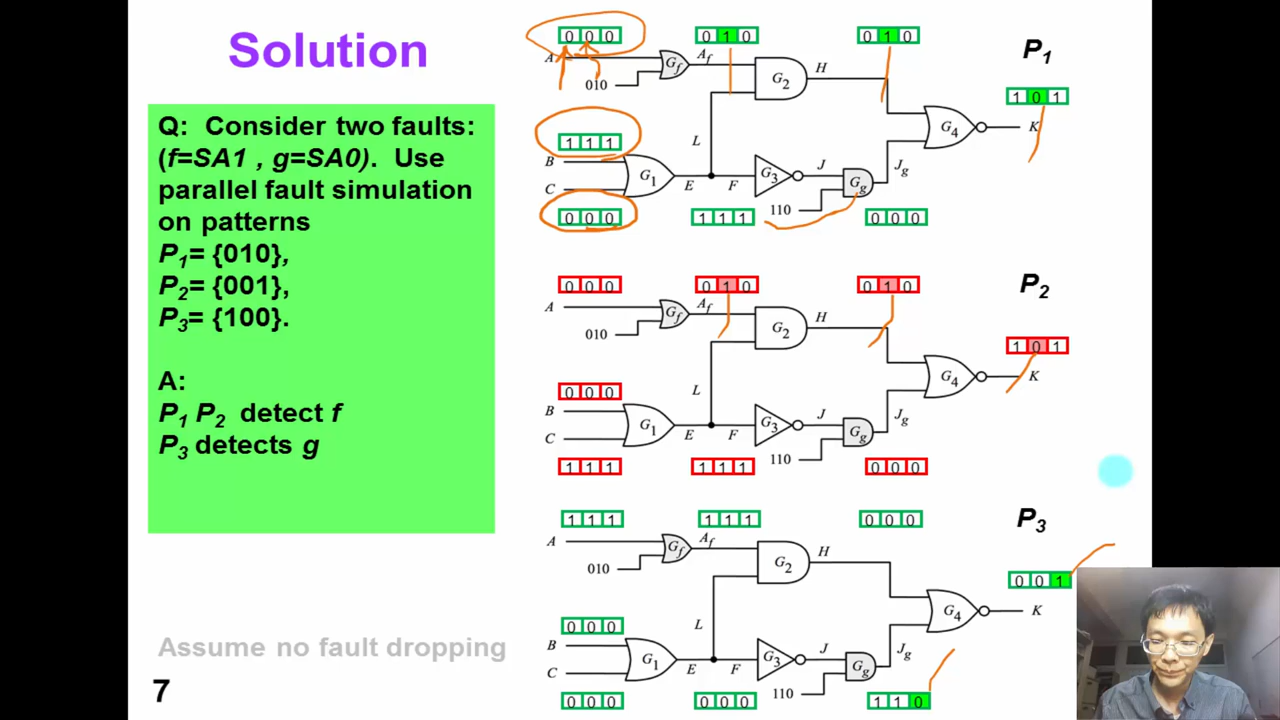 Solution
Q: Consider two faults:
(f=SA1 , g=SA0). Use
parallel fault simulation
on patterns
P1= {010},
P2= {001},
P3= {100}.
A:
P1 P2 detect f
P3 detects g
Assume no fault dropping
7
0 0 0
0 1 0
0 1 0
P1
A
Gf
Af
G2
H
010
1 0 1
1 1 1
L
G4
K
B
G1
E
F
G3
J
Gg
Jg
C
110
0 0 0
1 1 1
0 0 0
0 0 0
0 1 0
0 1 0
P2
A
Gf
Af
G2
H
010
1 0 1
0 0 0
L
G4
K
B
G1
E
F
G3
J
Gg
Jg
C
110
1 1 1
1 1 1
0 0 0
1 1 1
1 1 1
0 0 0
P3
A
Gf
Af
G2
H
010
0 0 1
0 0 0
L
G4
K
B
G1
E
F
G3
J
Gg
Jg
C
110
0 0 0
0 0 0
1 1 0